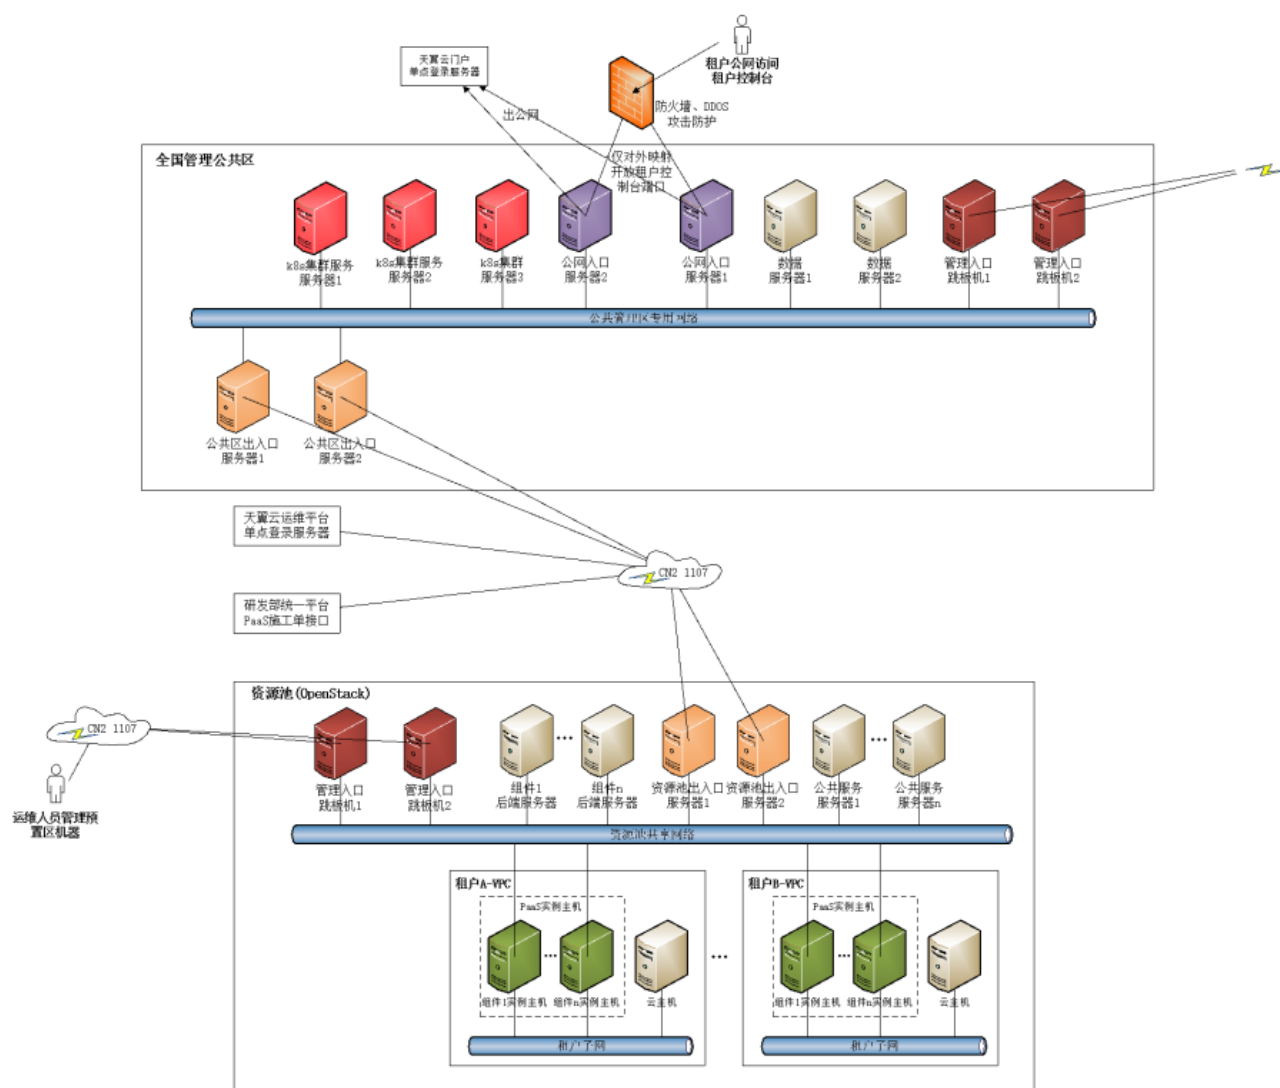 天翼云门户
单点登录服务器
租户公网访问
租户控制台
防火墙、DDOS
攻击防护
出公网
仅对外映射
开放租户控
制台端口
全国管理公共区
k8s集群服务
服务器1
k8s集群服务
服务器2
k8s集群
服务器3
公网入口
服务器2
公网入口
服务器1
数据
服务器1
数据
服务器2
管理入口
跳板机1
管理入口
跳板机2
公共管理区专用网络
公共区出入口
服务器1
公共区出入口
服务器2
天翼云运维平台
单点登录服务器
CN2 1107
研发部统一平台
PaaS施工单接口
资源池(OpenStack)
CN2 1107
运维人员管理预
置区机器
管理入口
跳板机1
管理入口
跳板机2
组件1
后端服务器
...
组件n
后端服务器
资源池出入口
服务器1
资源池出入口
服务器2
公共服务
服务器1
...
公共服务
服务器n
资源池共享网络
租户A-VPC
PaaS实例主机
组件1实例主机
...
组件n实例主机
云主机
租户子网
...
租户B-VPC
PaaS实例主机
组件1实例主机
...
组件n实例主机
云主机
租户子网